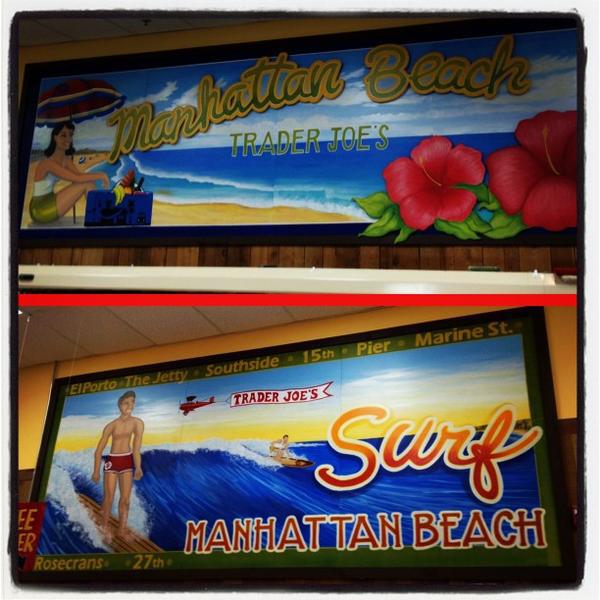 Manhattan Beach
TRADER JOE'S
El Porto • The Jetty • Southside • 15th • Pier • Marine St. •
TRADER JOE'S
Surf
MANHATTAN BEACH
Rosecrans • 27th •